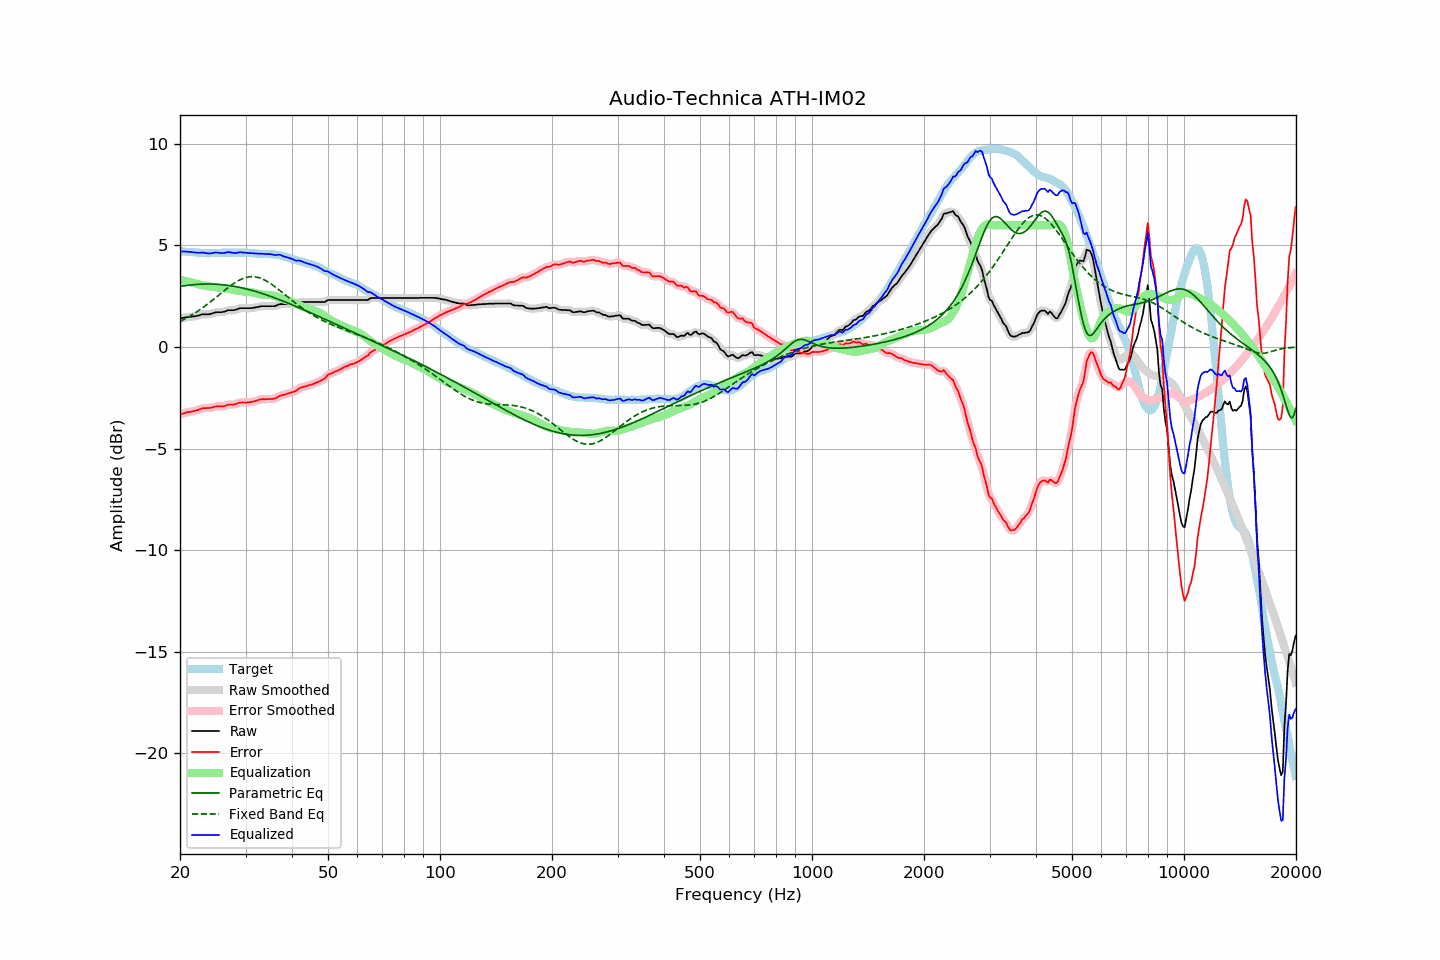 Audio-Technica ATH-IM02
10
5
0
−5
−10
−15
−20
Amplitude (dBr)
Target
Raw Smoothed
Error Smoothed
Raw
Error
Equalization
Parametric Eq
Fixed Band Eq
Equalized
20 50 100 200 500 1000 2000 5000 10000 20000
Frequency (Hz)